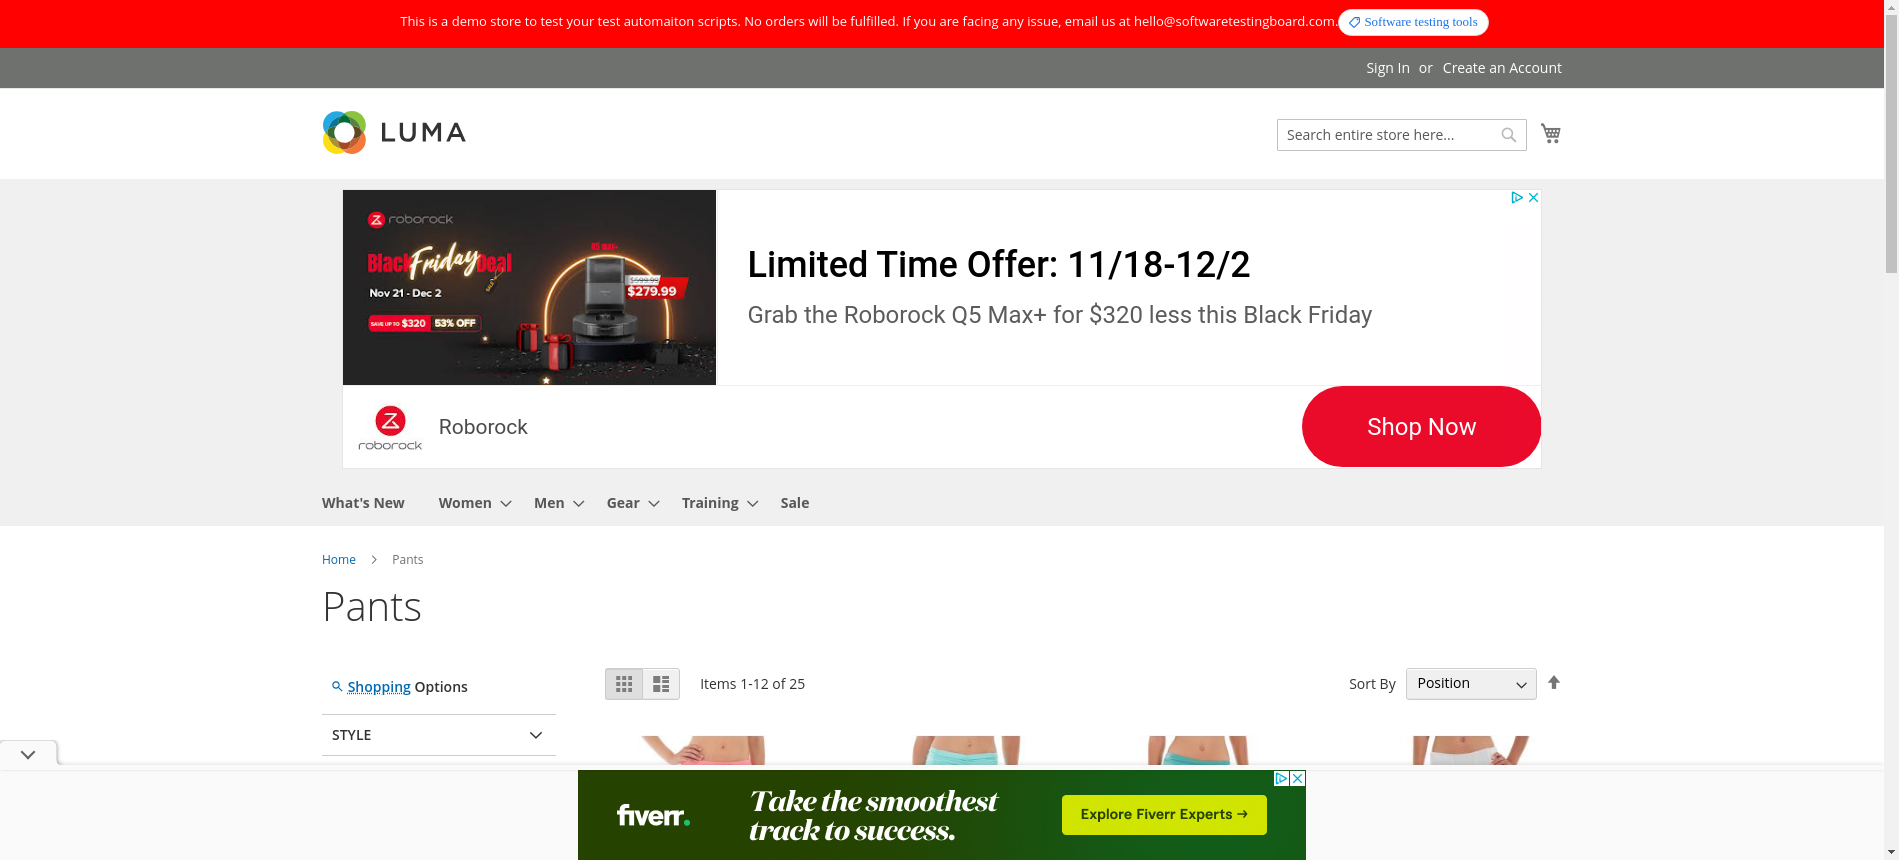 This is a demo store to test your test automaiton scripts. No orders will be fulfilled. If you are facing any issue, email us at hello@softwaretestingboard.com. Software testing tools
Sign In or Create an Account
LUMA
Search entire store here...
roborock
Black Friday Deal
Nov 21 - Dec 2
SAVE UP TO $320 53% OFF
Q5 max+
$599.99
$279.99
Limited Time Offer: 11/18-12/2
Grab the Roborock Q5 Max+ for $320 less this Black Friday
roborock
Roborock
Shop Now
What's New Women Men Gear Training Sale
Home Pants
Pants
Shopping Options
Items 1-12 of 25
Sort By Position
STYLE
fiverr.
Take the smoothest
track to success.
Explore Fiverr Experts →